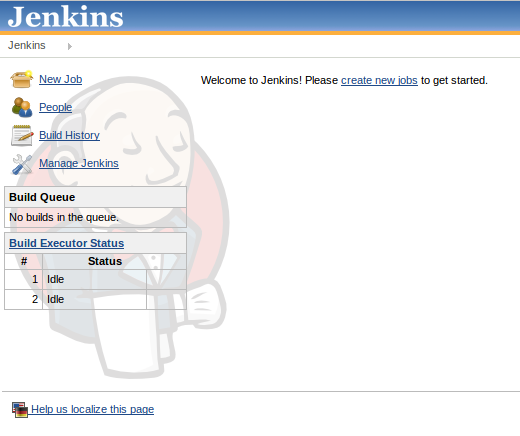 Jenkins
Jenkins
New Job
Welcome to Jenkins! Please create new jobs to get started.
People
Build History
Manage Jenkins
Build Queue
No builds in the queue.
Build Executor Status
# Status
1 Idle
2 Idle
Help us localize this page